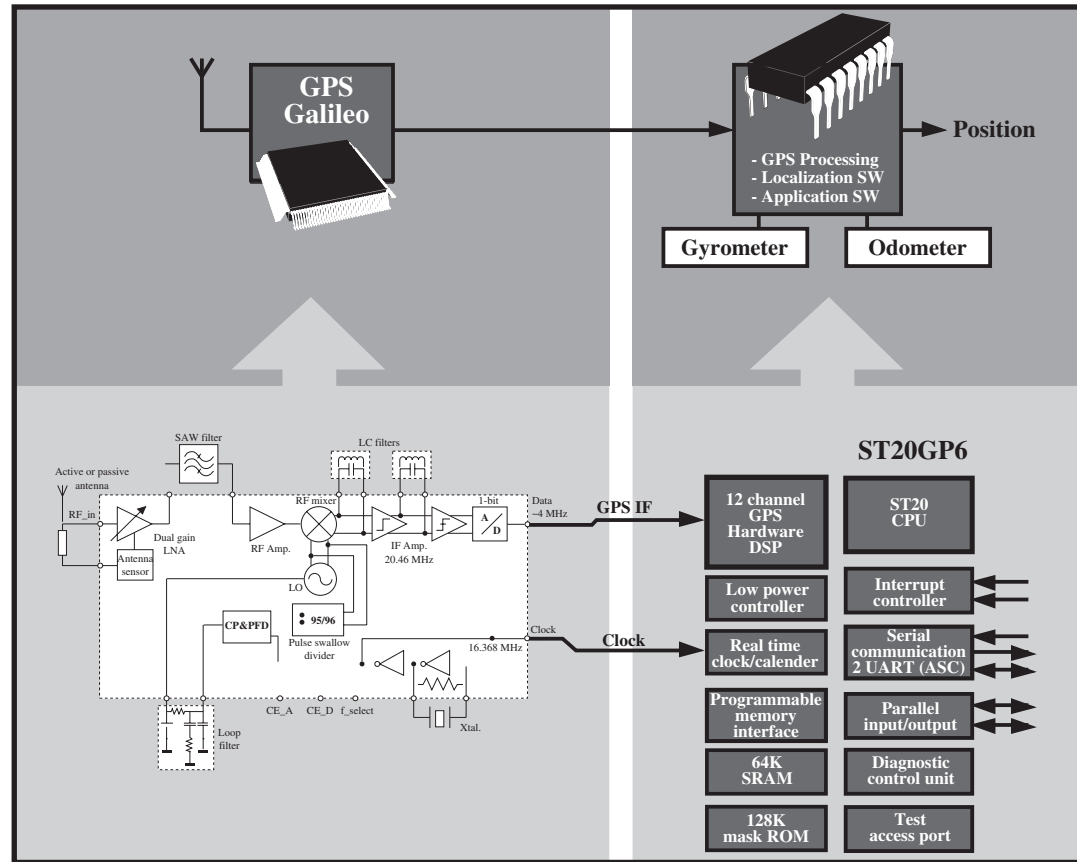 GPS
Galileo
- GPS Processing
- Localization SW
- Application SW
Position
Gyrometer
Odometer
SAW filter
LC filters
Active or passive
antenna
RF_in
Dual gain
LNA
Antenna
sensor
RF Amp.
RF mixer
LO
IF Amp.
20.46 MHz
1-bit
A
D
Data
~4 MHz
GPS IF
CP&PFD
95/96
Pulse swallow
divider
Clock
16.368 MHz
Clock
CE_A
CE_D
f_select
Xtal.
Loop
filter
ST20GP6
12 channel
GPS
Hardware
DSP
ST20
CPU
Low power
controller
Interrupt
controller
Real time
clock/calender
Serial
communication
2 UART (ASC)
Programmable
memory
interface
Parallel
input/output
64K
SRAM
Diagnostic
control unit
128K
mask ROM
Test
access port